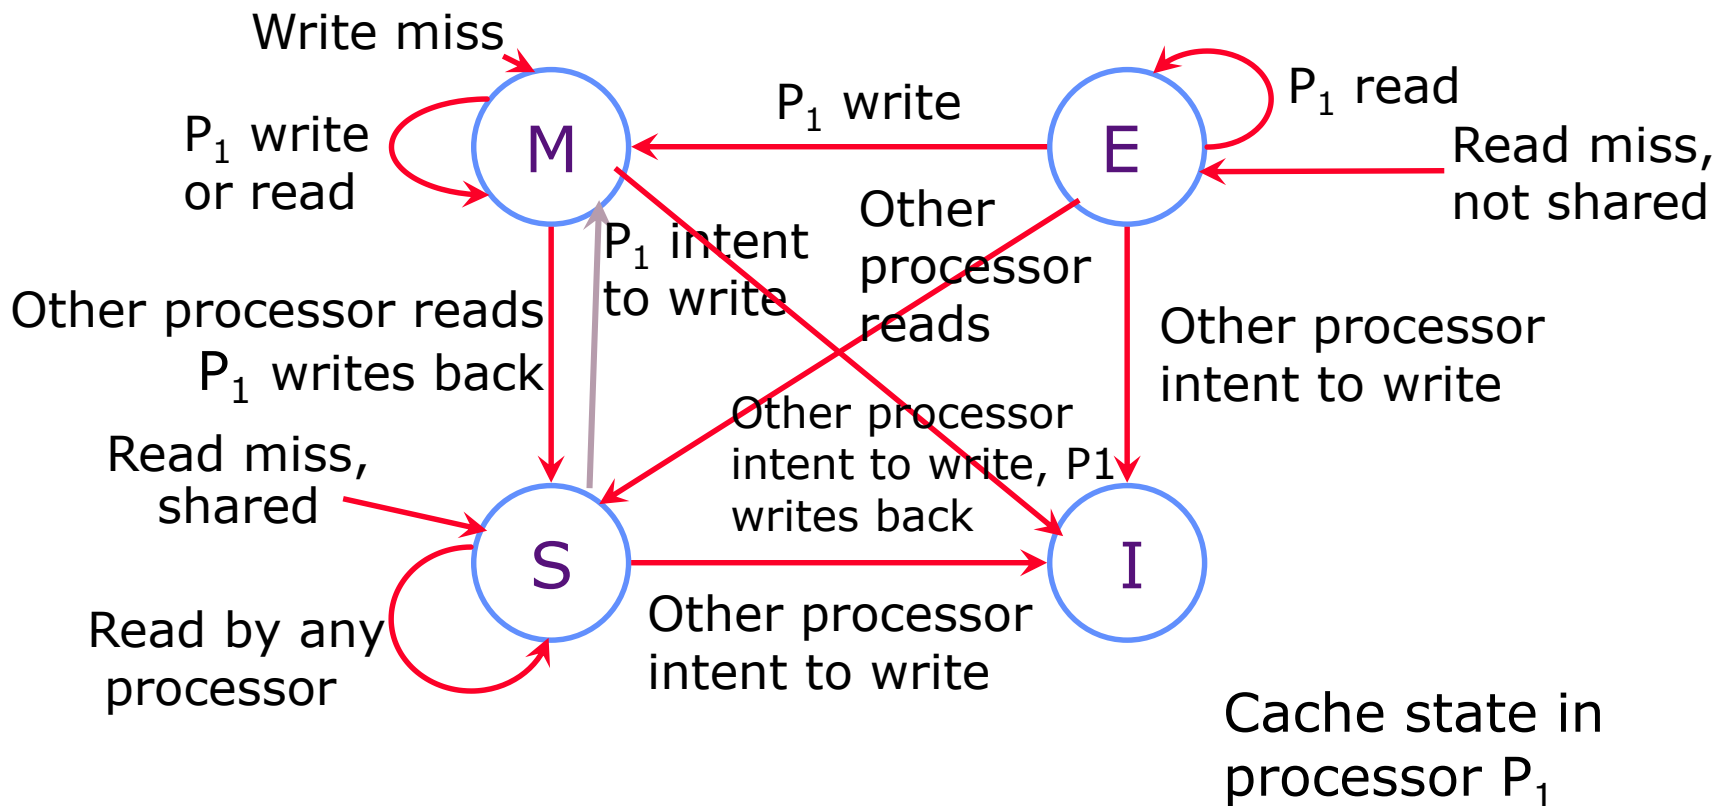 Write miss
P₁ write
or read
M
P₁ write
E
P₁ read
Read miss,
not shared
Other
processor
reads
P₁ intent
to write
Other processor reads
P₁ writes back
Other processor
intent to write
Other processor
intent to write, P1
writes back
Read miss,
shared
S
I
Read by any
processor
Other processor
intent to write
Cache state in
processor P₁